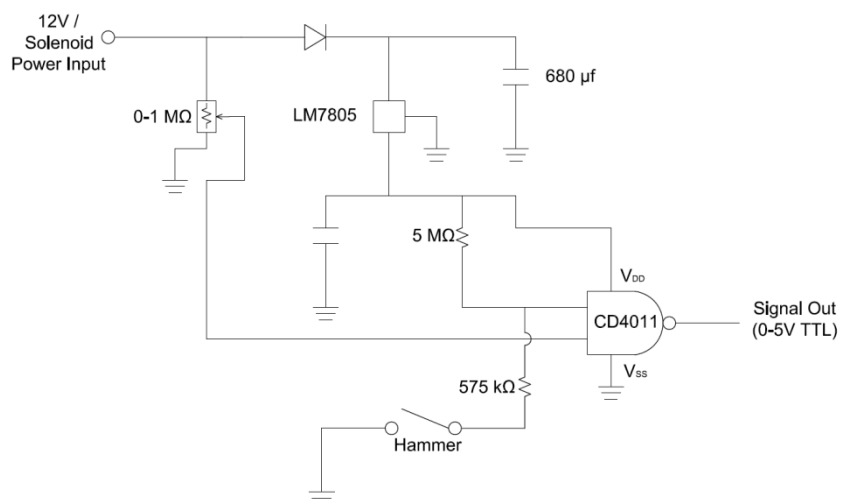 12V /
Solenoid
Power Input
680 µf
0-1 MΩ
LM7805
5 MΩ
VDD
CD4011
Signal Out
(0-5V TTL)
VSS
575 kΩ
Hammer